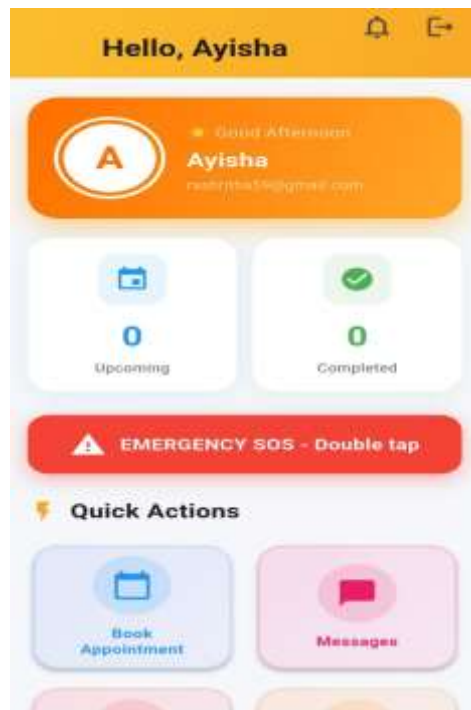 Hello, Ayisha
A
Good Afternoon
Ayisha
0
Upcoming
0
Completed
EMERGENCY SOS - Double tap
Quick Actions
Book
Appointment
Messages